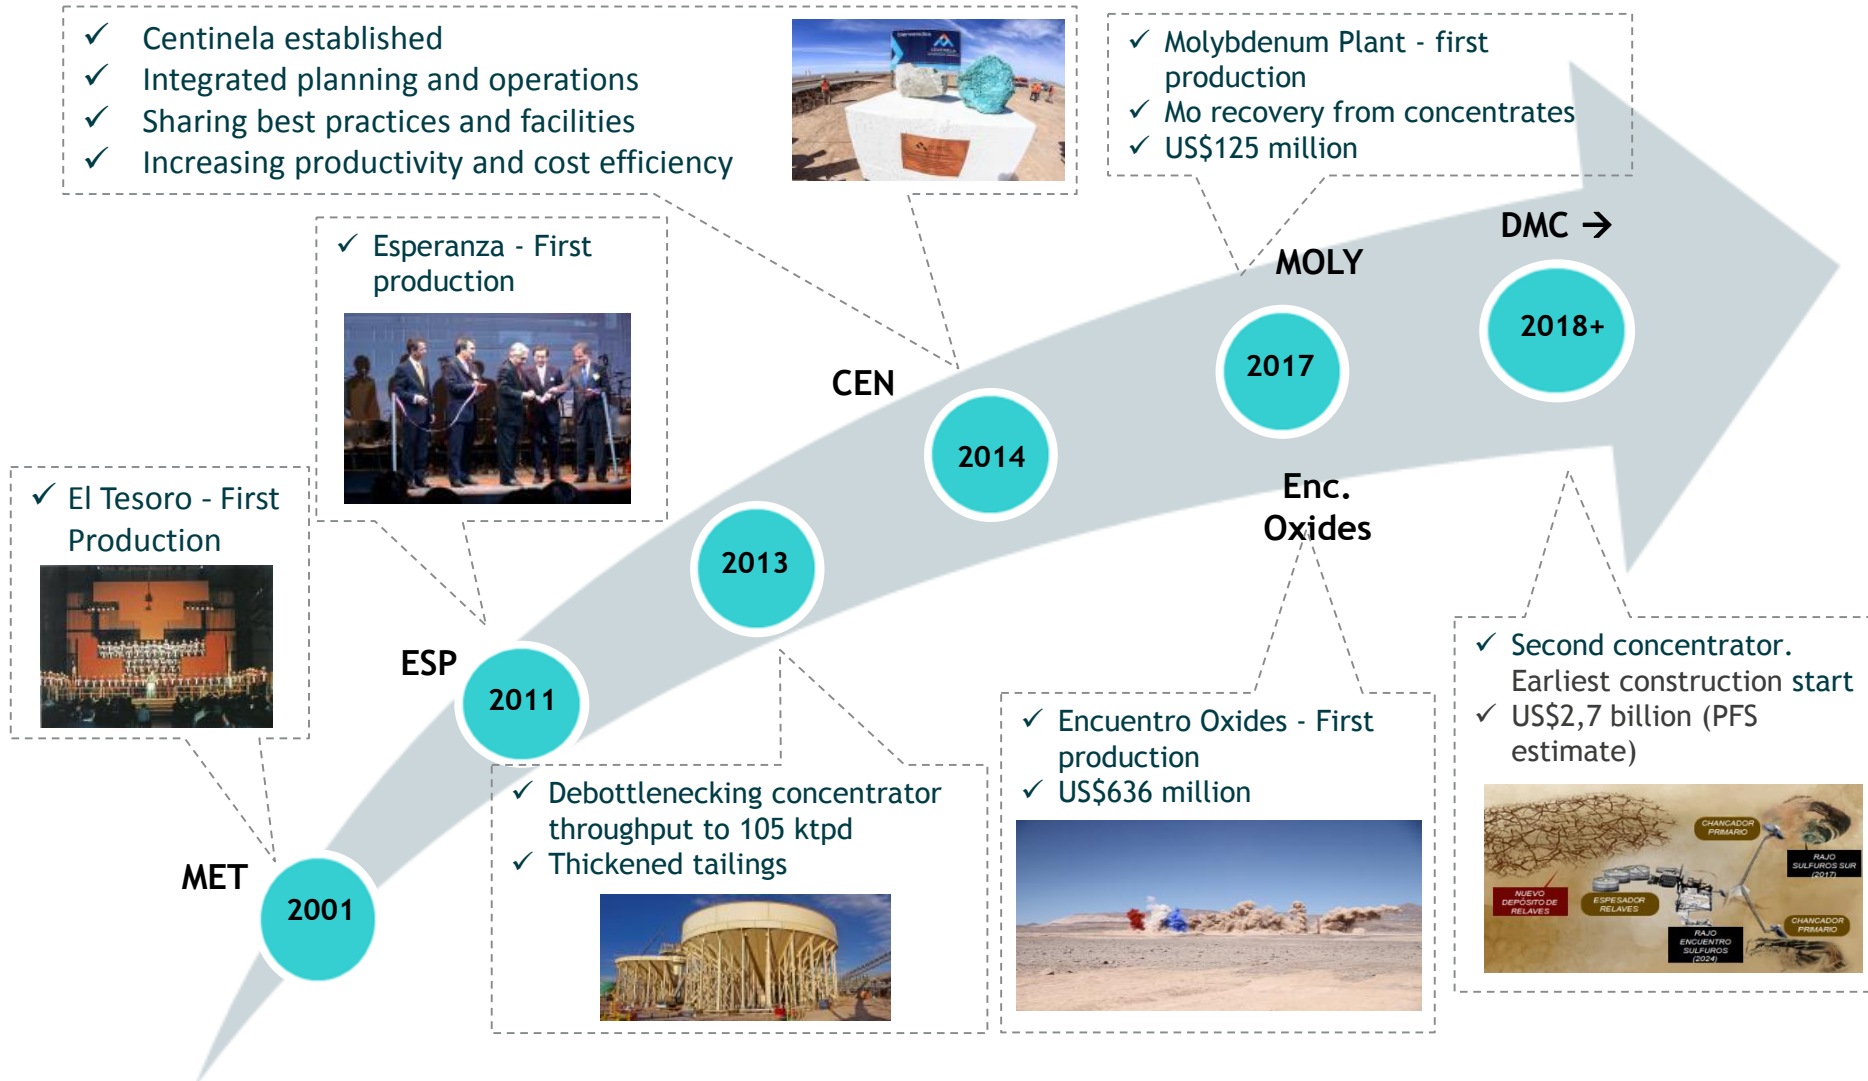 ✓ Centinela established
✓ Integrated planning and operations
✓ Sharing best practices and facilities
✓ Increasing productivity and cost efficiency
✓ Molybdenum Plant - first
production
✓ Mo recovery from concentrates
✓ US$125 million
✓ Esperanza - First
production
✓ El Tesoro - First
Production
DMC →
2018+
MOLY
2017
CEN
2014
Enc.
Oxides
2013
ESP
2011
MET
2001
✓ Debottlenecking concentrator
throughput to 105 ktpd
✓ Thickened tailings
✓ Encuentro Oxides - First
production
✓ US$636 million
✓ Second concentrator.
Earliest construction start
✓ US$2,7 billion (PFS
estimate)
CHANCADOR
PRIMARIO
RAJO
SULFUROS SUR
(2017)
NUEVO
DEPÓSITO DE
RELAVES
ESPESADOR
RELAVES
CHANCADOR
PRIMARIO
RAJO
ENCUENTRO
SULFUROS
(2024)